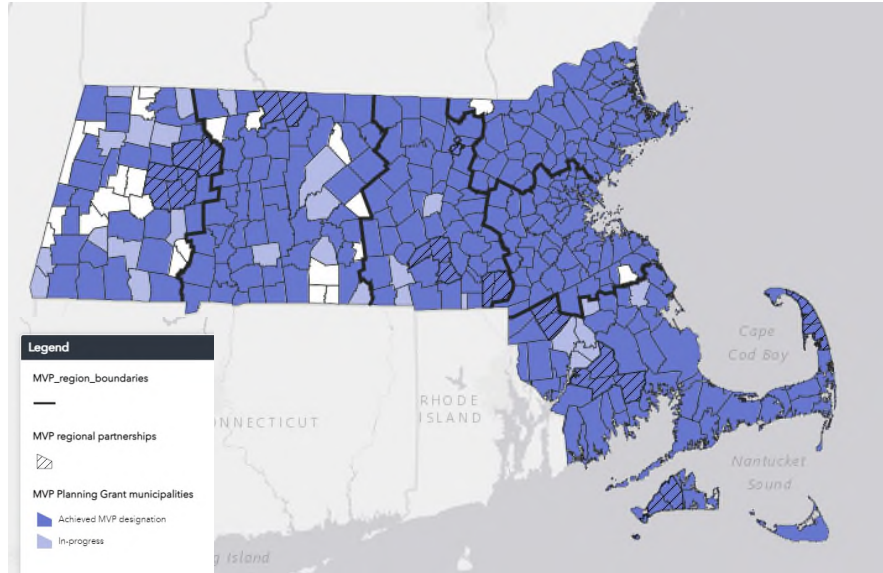 Cape
Cod Bay
RHODE
ISLAND
ONNECTICUT
Nantucket
Sound
g Island
Legend
MVP_region_boundaries
MVP regional partnerships
MVP Planning Grant municipalities
Achieved MVP designation
In-progress